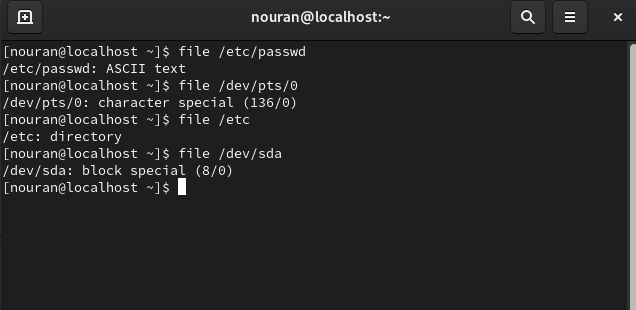 nouran@localhost:~
[nouran@localhost ~]$ file /etc/passwd
/etc/passwd: ASCII text
[nouran@localhost ~]$ file /dev/pts/0
/dev/pts/0: character special (136/0)
[nouran@localhost ~]$ file /etc
/etc: directory
[nouran@localhost ~]$ file /dev/sda
/dev/sda: block special (8/0)
[nouran@localhost ~]$